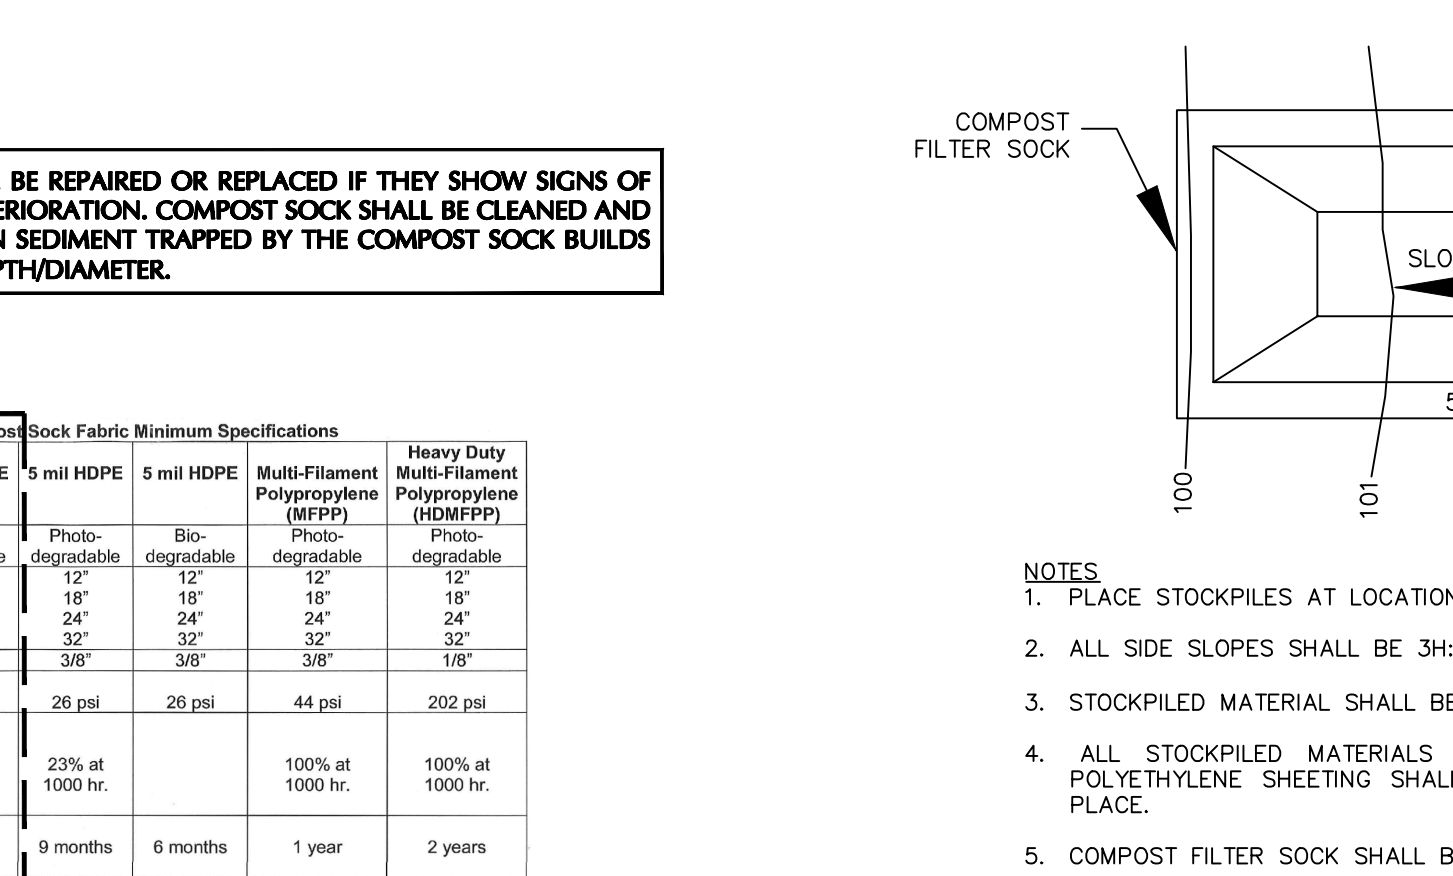 BE REPAIRED OR REPLACED IF THEY SHOW SIGNS OF
ERIORATION. COMPOST SOCK SHALL BE CLEANED AND
N SEDIMENT TRAPPED BY THE COMPOST SOCK BUILDS
PTH/DIAMETER.
ost Sock Fabric Minimum Specifications
E 5 mil HDPE 5 mil HDPE Multi-Filament Polypropylene (MFPP) Heavy Duty Multi-Filament Polypropylene (HDMFPP)
e Photo-degradable Bio-degradable Photo-degradable Photo-degradable
12" 12" 12" 12"
18" 18" 18" 18"
24" 24" 24" 24"
32" 32" 32" 32"
3/8" 3/8" 3/8" 1/8"
26 psi 26 psi 44 psi 202 psi
23% at 1000 hr. 100% at 1000 hr. 100% at 1000 hr.
9 months 6 months 1 year 2 years
COMPOST
FILTER SOCK
SLO
5
100
101
NOTES
1. PLACE STOCKPILES AT LOCATION
2. ALL SIDE SLOPES SHALL BE 3H:
3. STOCKPILED MATERIAL SHALL BE
4. ALL STOCKPILED MATERIALS
POLYETHYLENE SHEETING SHALL
PLACE.
5. COMPOST FILTER SOCK SHALL B